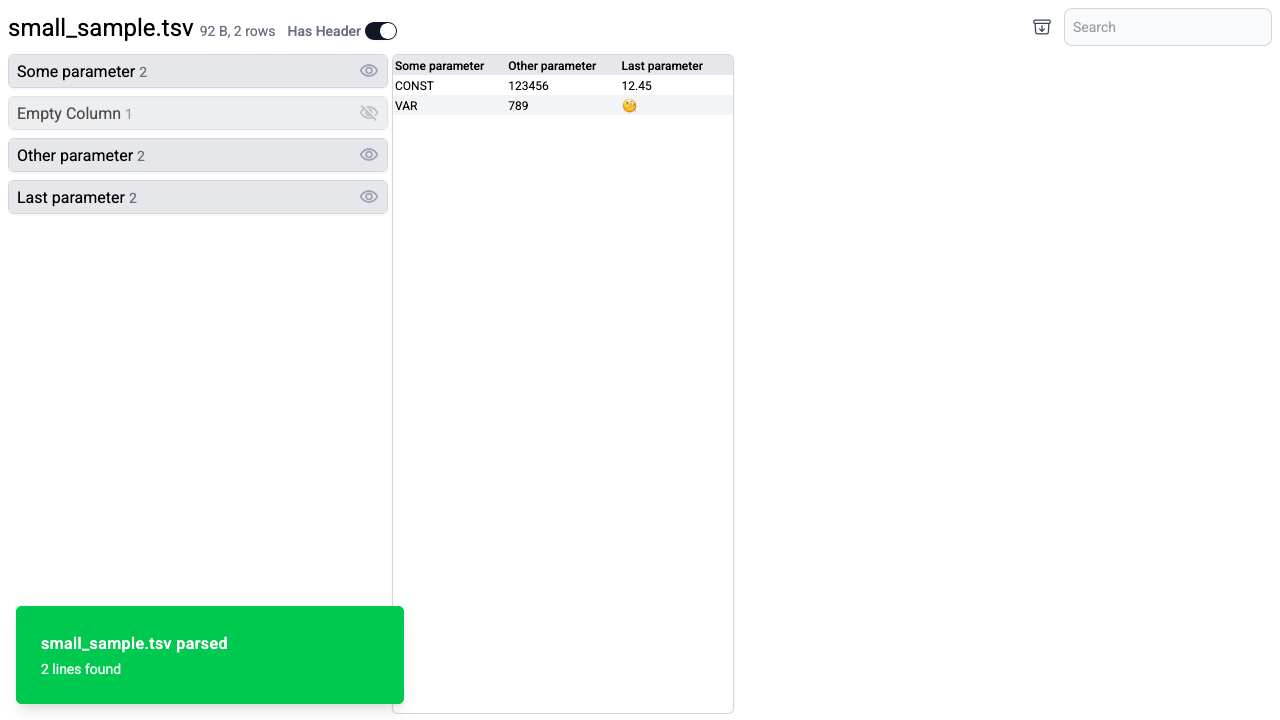 small_sample.tsv 92 B, 2 rows Has Header
Search
Some parameter 2
Empty Column 1
Other parameter 2
Last parameter 2
Some parameter Other parameter Last parameter
CONST 123456 12.45
VAR 789 🧐
small_sample.tsv parsed
2 lines found